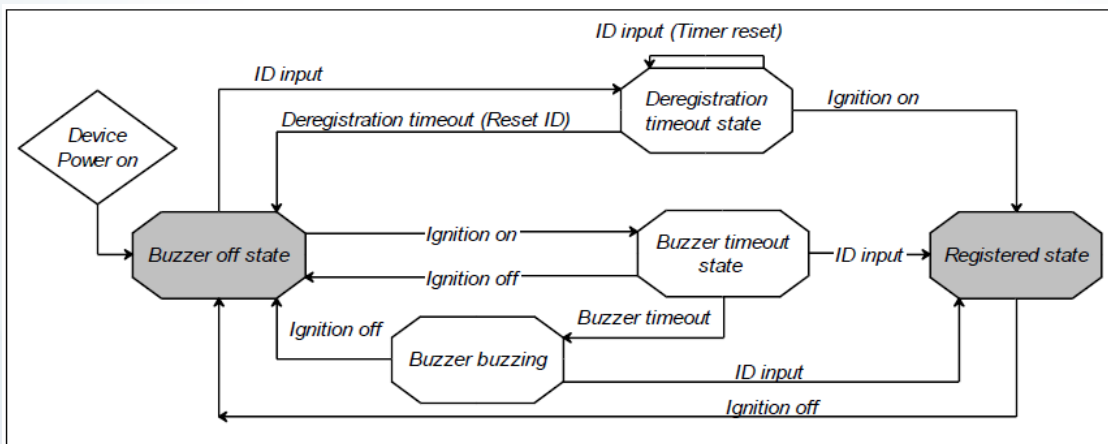 ID input (Timer reset)
ID input
Deregistration
timeout state
Ignition on
Deregistration timeout (Reset ID)
Device
Power on
Buzzer off state
Ignition on
Buzzer timeout
state
ID input
Registered state
Ignition off
Buzzer timeout
Ignition off
Buzzer buzzing
ID input
Ignition off